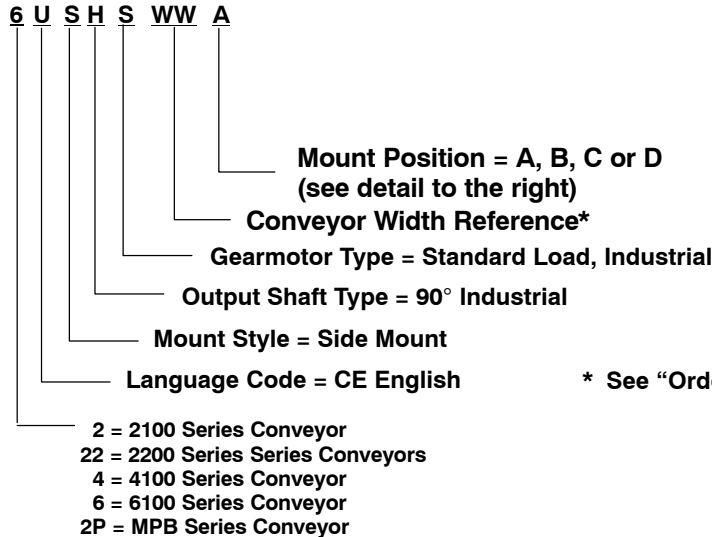 6 U S H S WW A
Mount Position = A, B, C or D
(see detail to the right)
Conveyor Width Reference*
Gearmotor Type = Standard Load, Industrial
Output Shaft Type = 90° Industrial
Mount Style = Side Mount
Language Code = CE English
* See “Orde
2 = 2100 Series Conveyor
22 = 2200 Series Series Conveyors
4 = 4100 Series Conveyor
6 = 6100 Series Conveyor
2P = MPB Series Conveyor